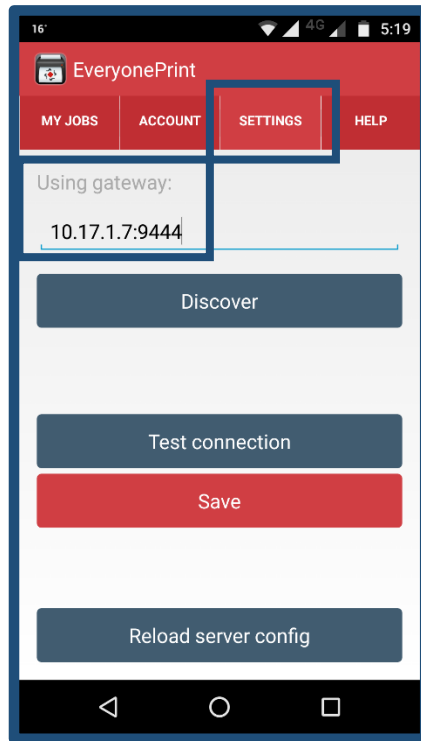 16° 4G 5:19
EveryonePrint
MY JOBS ACCOUNT SETTINGS HELP
Using gateway:
10.17.1.7:9444
Discover
Test connection
Save
Reload server config